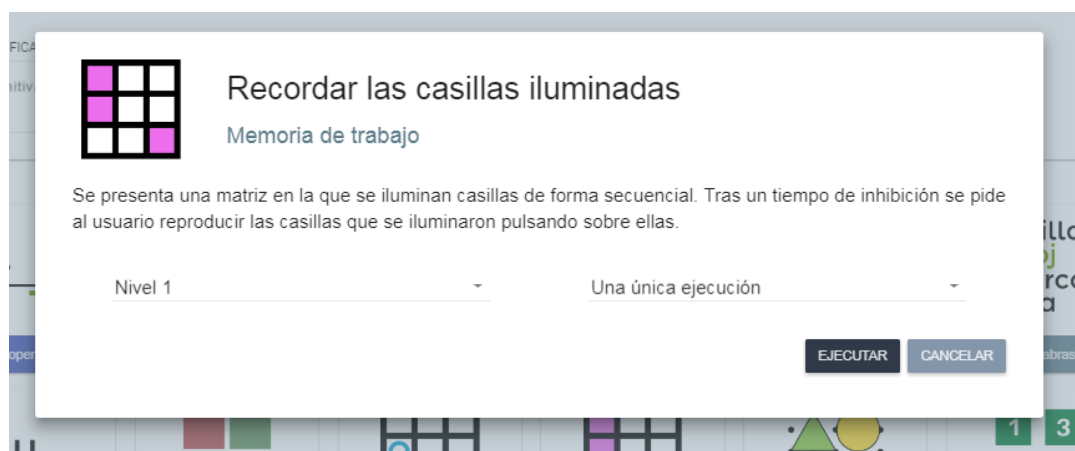 Recordar las casillas iluminadas
Memoria de trabajo
Se presenta una matriz en la que se iluminan casillas de forma secuencial. Tras un tiempo de inhibición se pide
al usuario reproducir las casillas que se iluminaron pulsando sobre ellas.
Nivel 1
Una única ejecución
EJECUTAR
CANCELAR
1 3